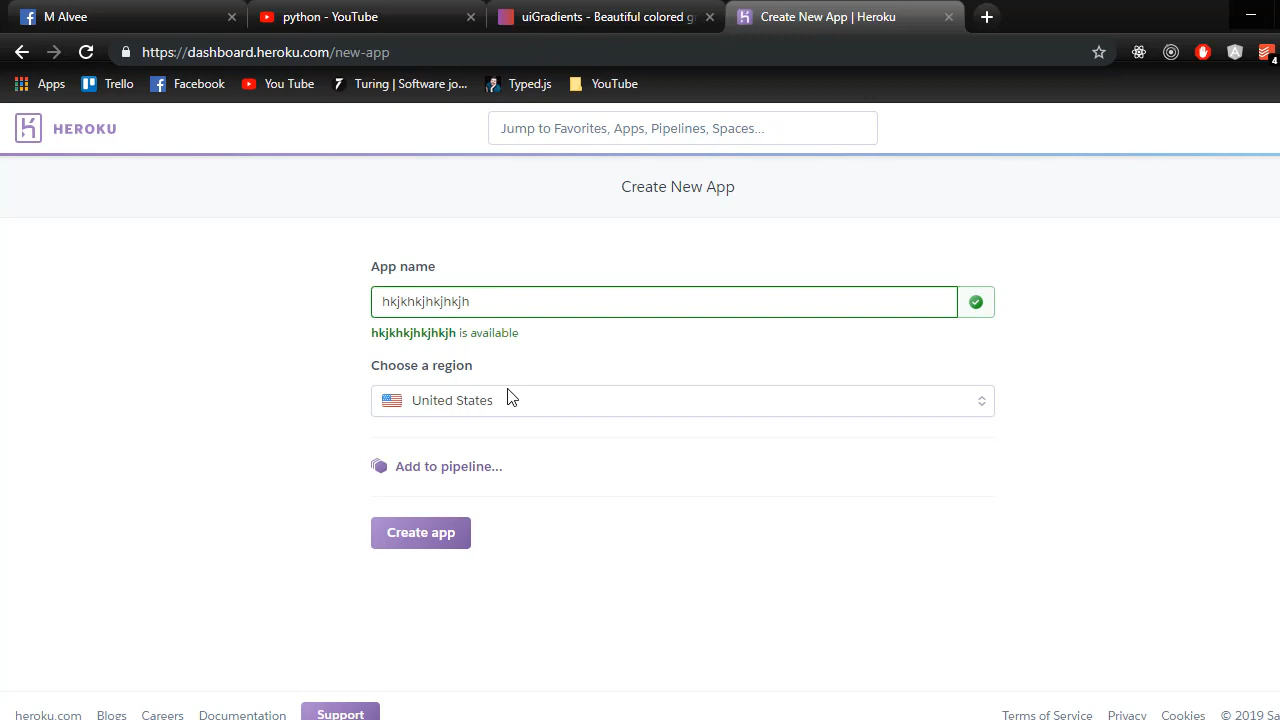 M Alvee
python - YouTube
uiGradients - Beautiful colored g
Create New App | Heroku
https://dashboard.heroku.com/new-app
4
Apps
Trello
Facebook
You Tube
Turing | Software jo...
Typed.js
YouTube
HEROKU
Jump to Favorites, Apps, Pipelines, Spaces...
Create New App
App name
hkjkhkjhkjhkjh
hkjkhkjhkjhkjh is available
Choose a region
United States
Add to pipeline...
Create app
heroku.com Blogs Careers Documentation Support Terms of Service Privacy Cookies © 2019 Sa